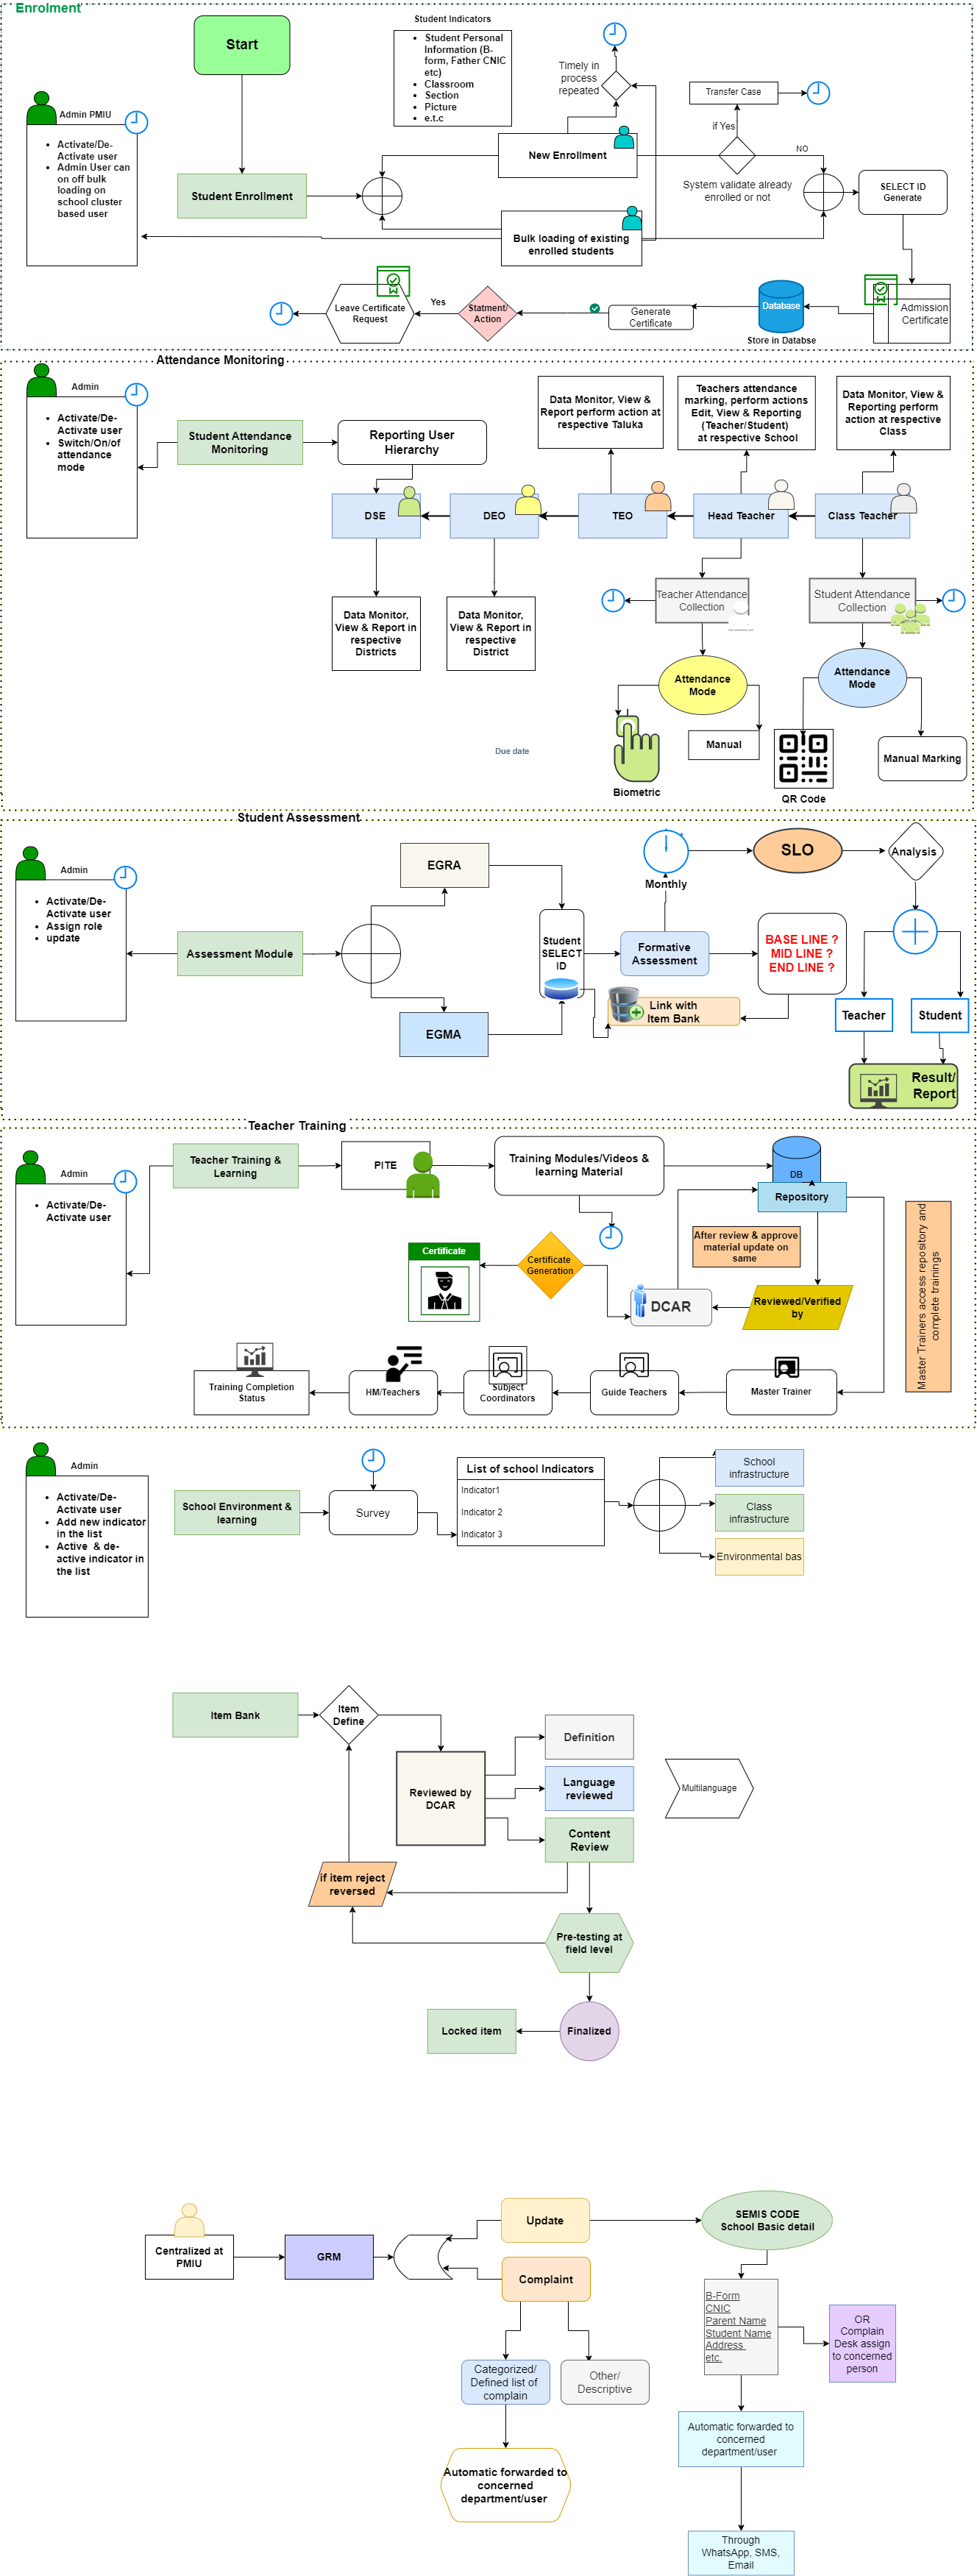 Enrolment
Start
Student Indicators
Student Personal
Information (B-
form, Father CNIC
etc)
Classroom
Section
Picture
e.t.c
Timely in
process
repeated
Transfer Case
if Yes
NO
System validate already
enrolled or not
Admin PMIU
Activate/De-
Activate user
Admin User can
on off bulk
loading on
school cluster
based user
Student Enrollment
New Enrollment
Bulk loading of existing
enrolled students
SELECT ID
Generate
Admission
Certificate
Database
Store in Databse
Generate
Certificate
Statment/
Action
Yes
Leave Certificate
Request
Attendance Monitoring
Admin
Activate/De-
Activate user
Switch/On/of
attendance
mode
Student Attendance
Monitoring
Reporting User
Hierarchy
Data Monitor, View &
Report perform action at
respective Taluka
Teachers attendance
marking, perform actions
Edit, View & Reporting
(Teacher/Student)
at respective School
Data Monitor, View &
Reporting perform
action at respective
Class
DSE
DEO
TEO
Head Teacher
Class Teacher
Data Monitor,
View & Report in
respective
Districts
Data Monitor,
View & Report in
respective
District
Teacher Attendance
Collection
Student Attendance
Collection
Attendance
Mode
Attendance
Mode
Manual
Biometric
QR Code
Manual Marking
Due date
Student Assessment
Admin
Activate/De-
Activate user
Assign role
update
Assessment Module
EGRA
EGMA
Student
SELECT
ID
Monthly
SLO
Analysis
Formative
Assessment
BASE LINE ?
MID LINE ?
END LINE ?
Link with
Item Bank
Teacher
Student
Result/
Report
Teacher Training
Admin
Activate/De-
Activate user
Teacher Training &
Learning
PITE
Training Modules/Videos &
learning Material
DB
Repository
After review & approve
material update on
same
Certificate
Certificate
Generation
DCAR
Reviewed/Verified
by
Master Trainers access repository and
complete trainings
Training Completion
Status
HM/Teachers
Subject
Coordinators
Guide Teachers
Master Trainer
Admin
Activate/De-
Activate user
Add new indicator
in the list
Active & de-
active indicator in
the list
School Environment &
learning
Survey
List of school Indicators
Indicator1
Indicator 2
Indicator 3
School
infrastructure
Class
infrastructure
Environmental bas
Item Bank
Item
Define
Reviewed by
DCAR
Definition
Language
reviewed
Content
Review
Multilanguage
if item reject
reversed
Pre-testing at
field level
Finalized
Locked item
Centralized at
PMIU
GRM
Update
Complaint
SEMIS CODE
School Basic detail
B-Form
CNIC
Parent Name
Student Name
Address
etc.
OR
Complain
Desk assign
to concerned
person
Categorized/
Defined list of
complain
Other/
Descriptive
Automatic forwarded to
concerned
department/user
Automatic forwarded to
concerned
department/user
Through
WhatsApp, SMS,
Email